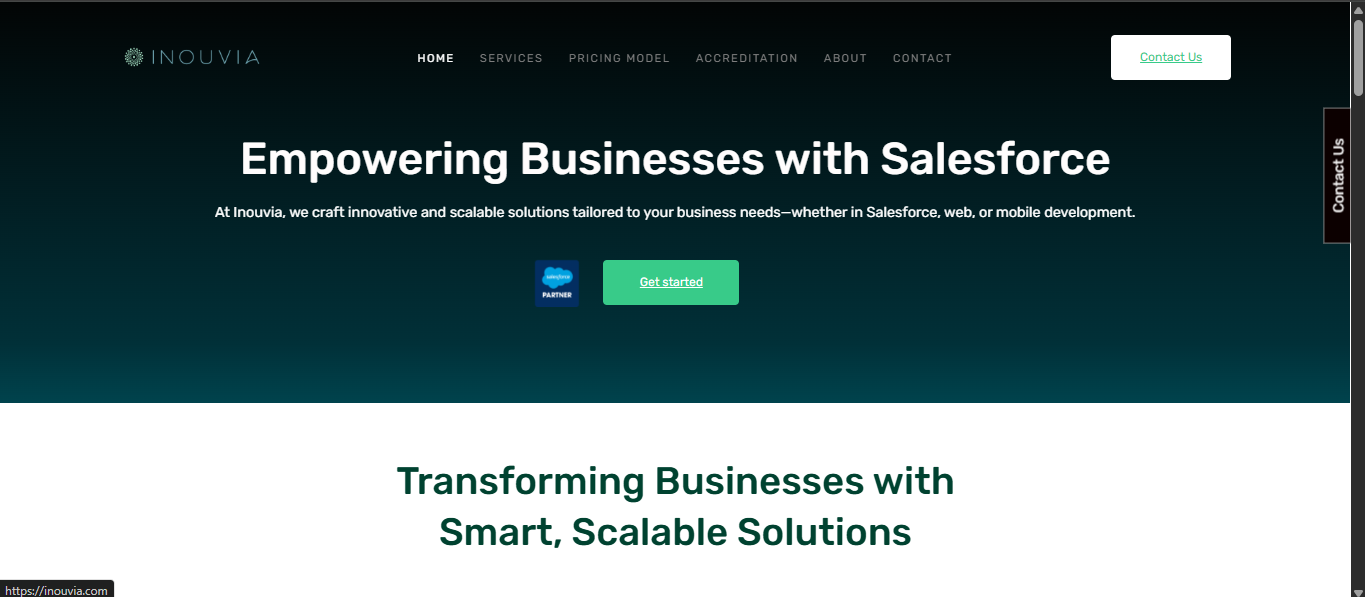 INOUVIA
HOME SERVICES PRICING MODEL ACCREDITATION ABOUT CONTACT
Contact Us
Contact Us
Empowering Businesses with Salesforce
At Inouvia, we craft innovative and scalable solutions tailored to your business needs—whether in Salesforce, web, or mobile development.
salesforce
PARTNER
Get started
Transforming Businesses with
Smart, Scalable Solutions
https://inouvia.com